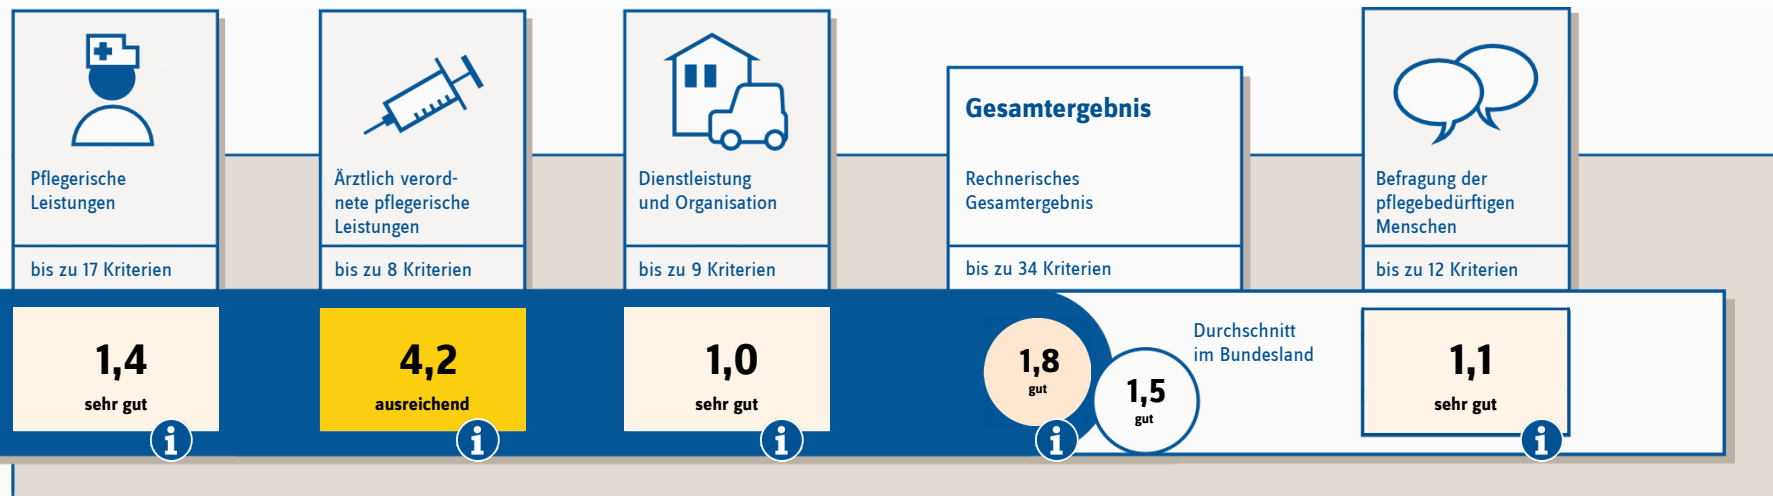 Pflegerische
Leistungen
bis zu 17 Kriterien
1,4
sehr gut
Ärztlich verord-
nete pflegerische
Leistungen
bis zu 8 Kriterien
4,2
ausreichend
Dienstleistung
und Organisation
bis zu 9 Kriterien
1,0
sehr gut
Gesamtergebnis
Rechnerisches
Gesamtergebnis
bis zu 34 Kriterien
1,8
gut
1,5
gut
Durchschnitt
im Bundesland
Befragung der
pflegebedürftigen
Menschen
bis zu 12 Kriterien
1,1
sehr gut